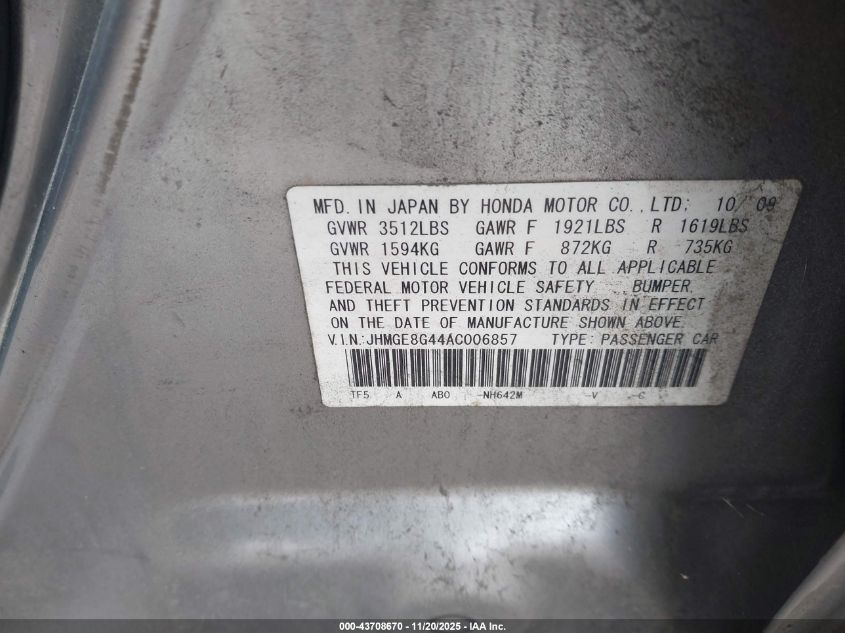 MFD. IN JAPAN BY HONDA MOTOR CO.,LTD; 10/09
GVWR 3512LBS GAWR F 1921LBS R 1619LBS
GVWR 1594KG GAWR F 872KG R 735KG
THIS VEHICLE CONFORMS TO ALL APPLICABLE
FEDERAL MOTOR VEHICLE SAFETY BUMPER,
AND THEFT PREVENTION STANDARDS IN EFFECT
ON THE DATE OF MANUFACTURE SHOWN ABOVE.
V.I.N.:JHMGE8G44AC006857 TYPE: PASSENGER CAR
TF5 A AB0 -NH642M -V -C
000-43708670 - 11/20/2025 - IAA Inc.